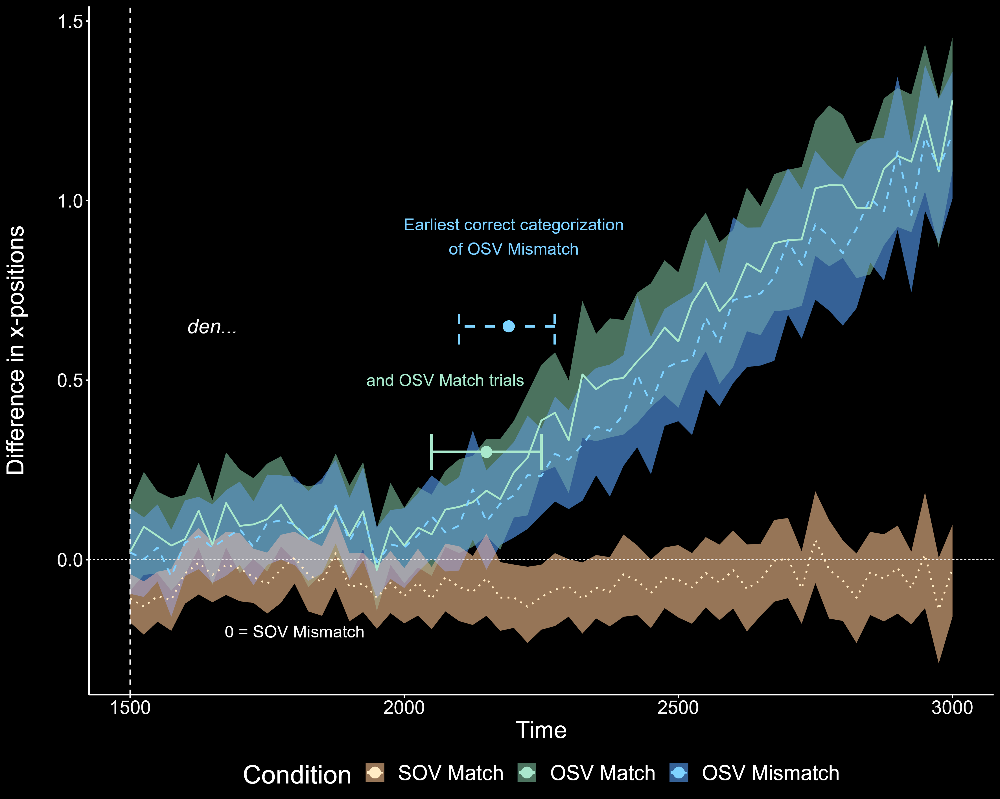 Difference in x-positions
1.5
1.0
0.5
0.0
Earliest correct categorization
of OSV Mismatch
den...
and OSV Match trials
0 = SOV Mismatch
1500
2000
2500
3000
Time
Condition
SOV Match
OSV Match
OSV Mismatch